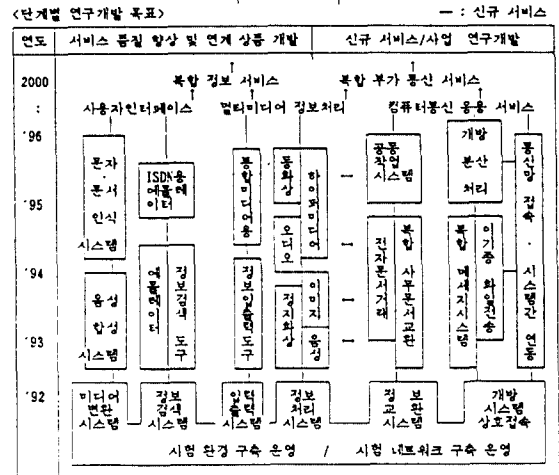 <단계별 연구개발 목표>
— : 신규 서비스
연도
서비스 품질 향상 및 연계 상품 개발
신규 서비스/사업 연구개발
2000
:
'96
'95
'94
'93
'92
복합 정보 서비스
복합 부가 통신 서비스
사용자인터페이스
멀티미디어 정보처리
컴퓨터통신 응용 서비스
문자·문서 인식 시스템
음성 합성 시스템
ISDN용
에뮬레
이터
에뮬레이터
정보검색 도구
통합미디어용
정보입출력도구
동화상
하이퍼미디어
오디오
정지화상
이미지
음성
공동
작업
시스템
전자문서거래
복합 사무문서교환
개방
분산
처리
복합 메세지시스템
이기종 화일전송
통신망 접속·시스템간 연동
미디어
변환
시스템
정보
검색
시스템
입력
출력
시스템
정보
처리
시스템
정 보
교 환
시스템
개방
시스템
상호접속
시험 환경 구축 운영 / 시험 네트워크 구축 운영